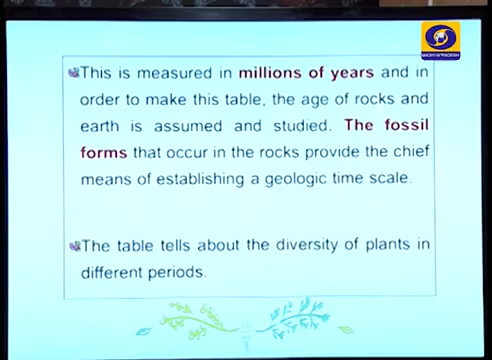 This is measured in millions of years and in
order to make this table, the age of rocks and
earth is assumed and studied. The fossil
forms that occur in the rocks provide the chief
means of establishing a geologic time scale.
The table tells about the diversity of plants in
different periods.
MADHYAPRADESH